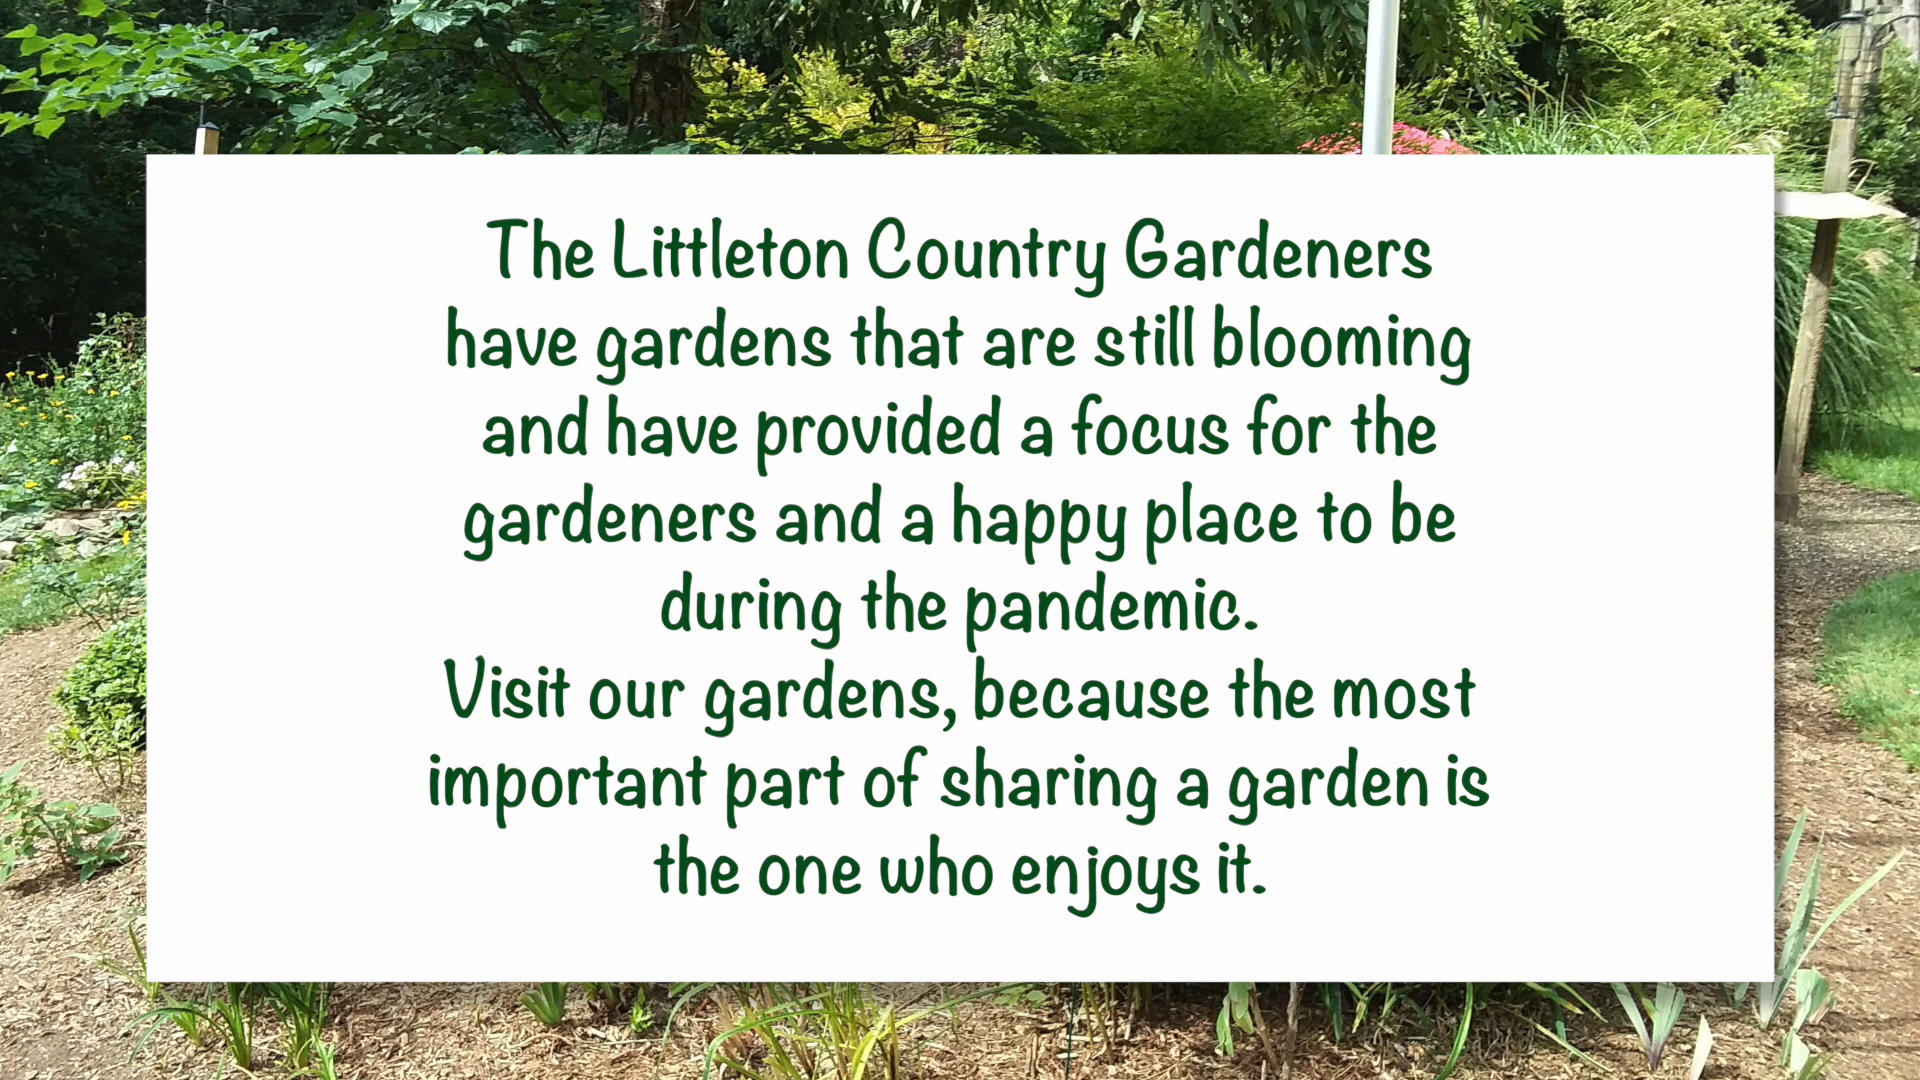 The Littleton Country Gardeners
have gardens that are still blooming
and have provided a focus for the
gardeners and a happy place to be
during the pandemic.
Visit our gardens, because the most
important part of sharing a garden is
the one who enjoys it.